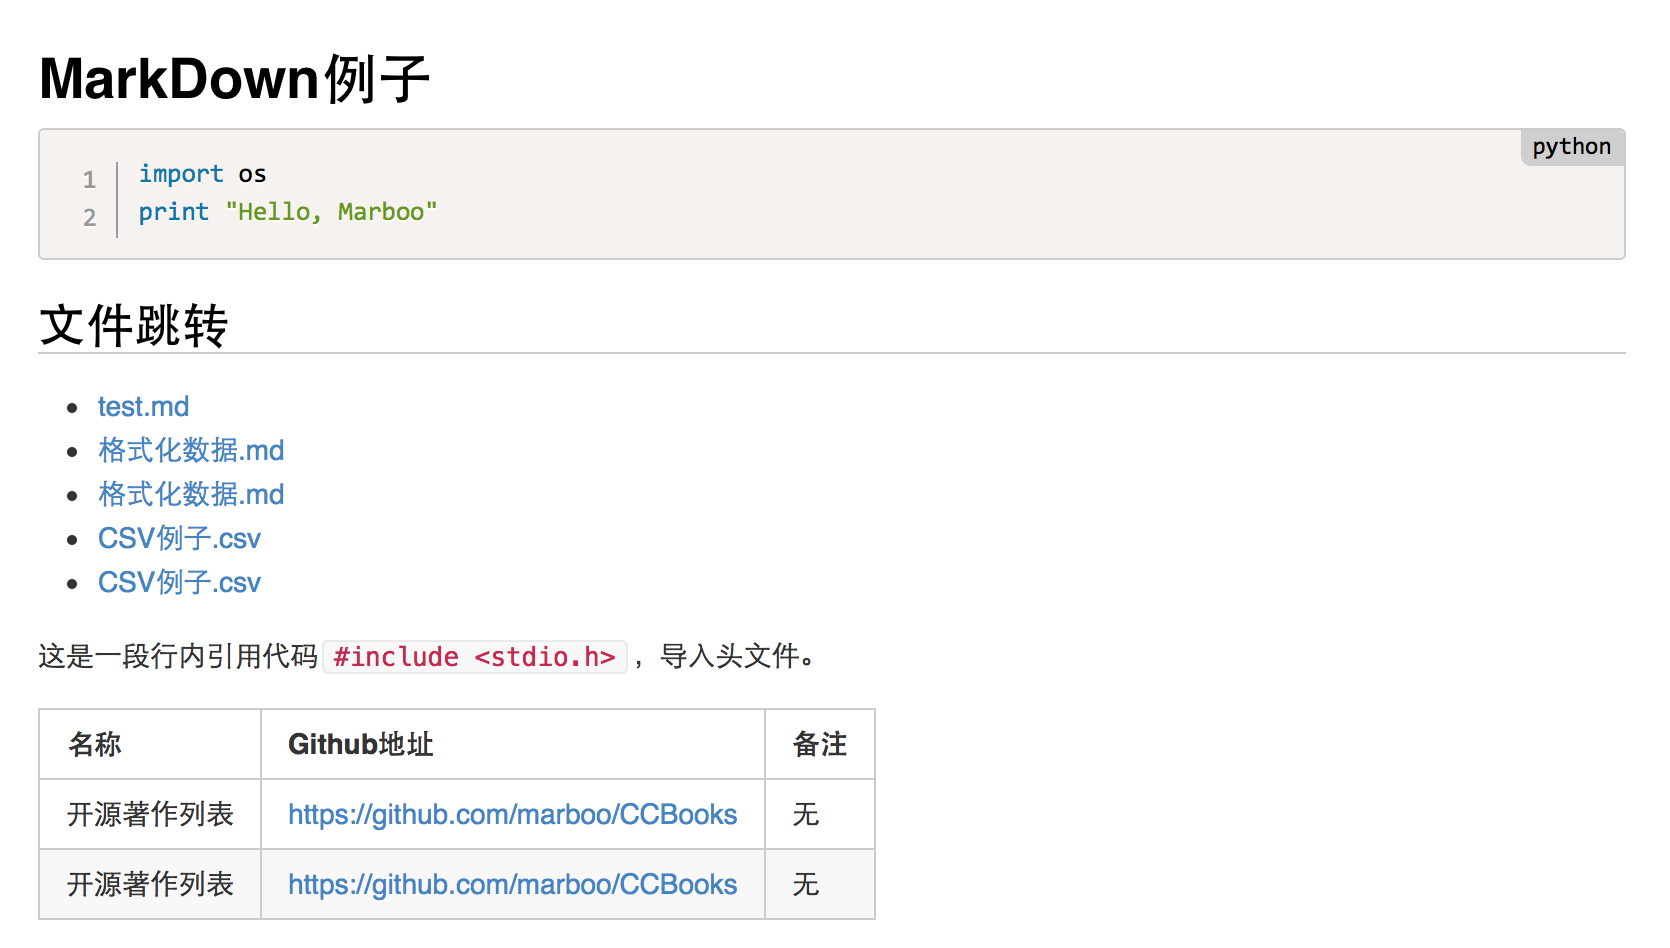 MarkDown例子
python
1 import os
2 print "Hello, Marboo"
文件跳转
test.md
格式化数据.md
格式化数据.md
CSV例子.csv
CSV例子.csv
这是一段行内引用代码 #include <stdio.h> ，导入头文件。
名称 Github地址 备注
开源著作列表 https://github.com/marboo/CCBooks 无
开源著作列表 https://github.com/marboo/CCBooks 无